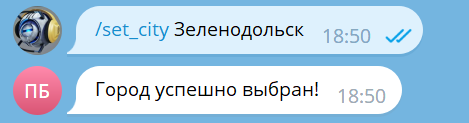 /set_city Зеленодольск 18:50
ПБ Город успешно выбран! 18:50